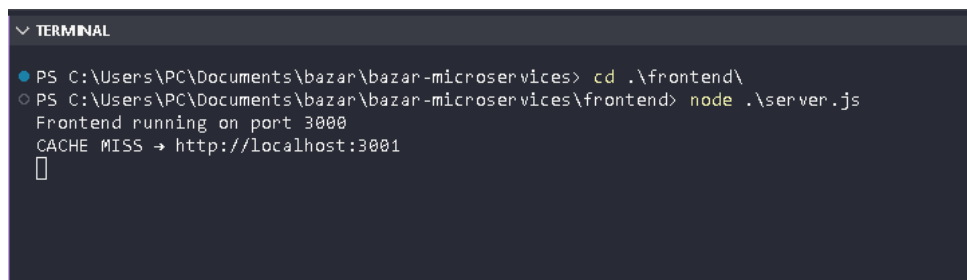 TERMINAL
PS C:\Users\PC\Documents\bazar\bazar-microservices> cd .\frontend\
PS C:\Users\PC\Documents\bazar\bazar-microservices\frontend> node .\server.js
Frontend running on port 3000
CACHE MISS → http://localhost:3001